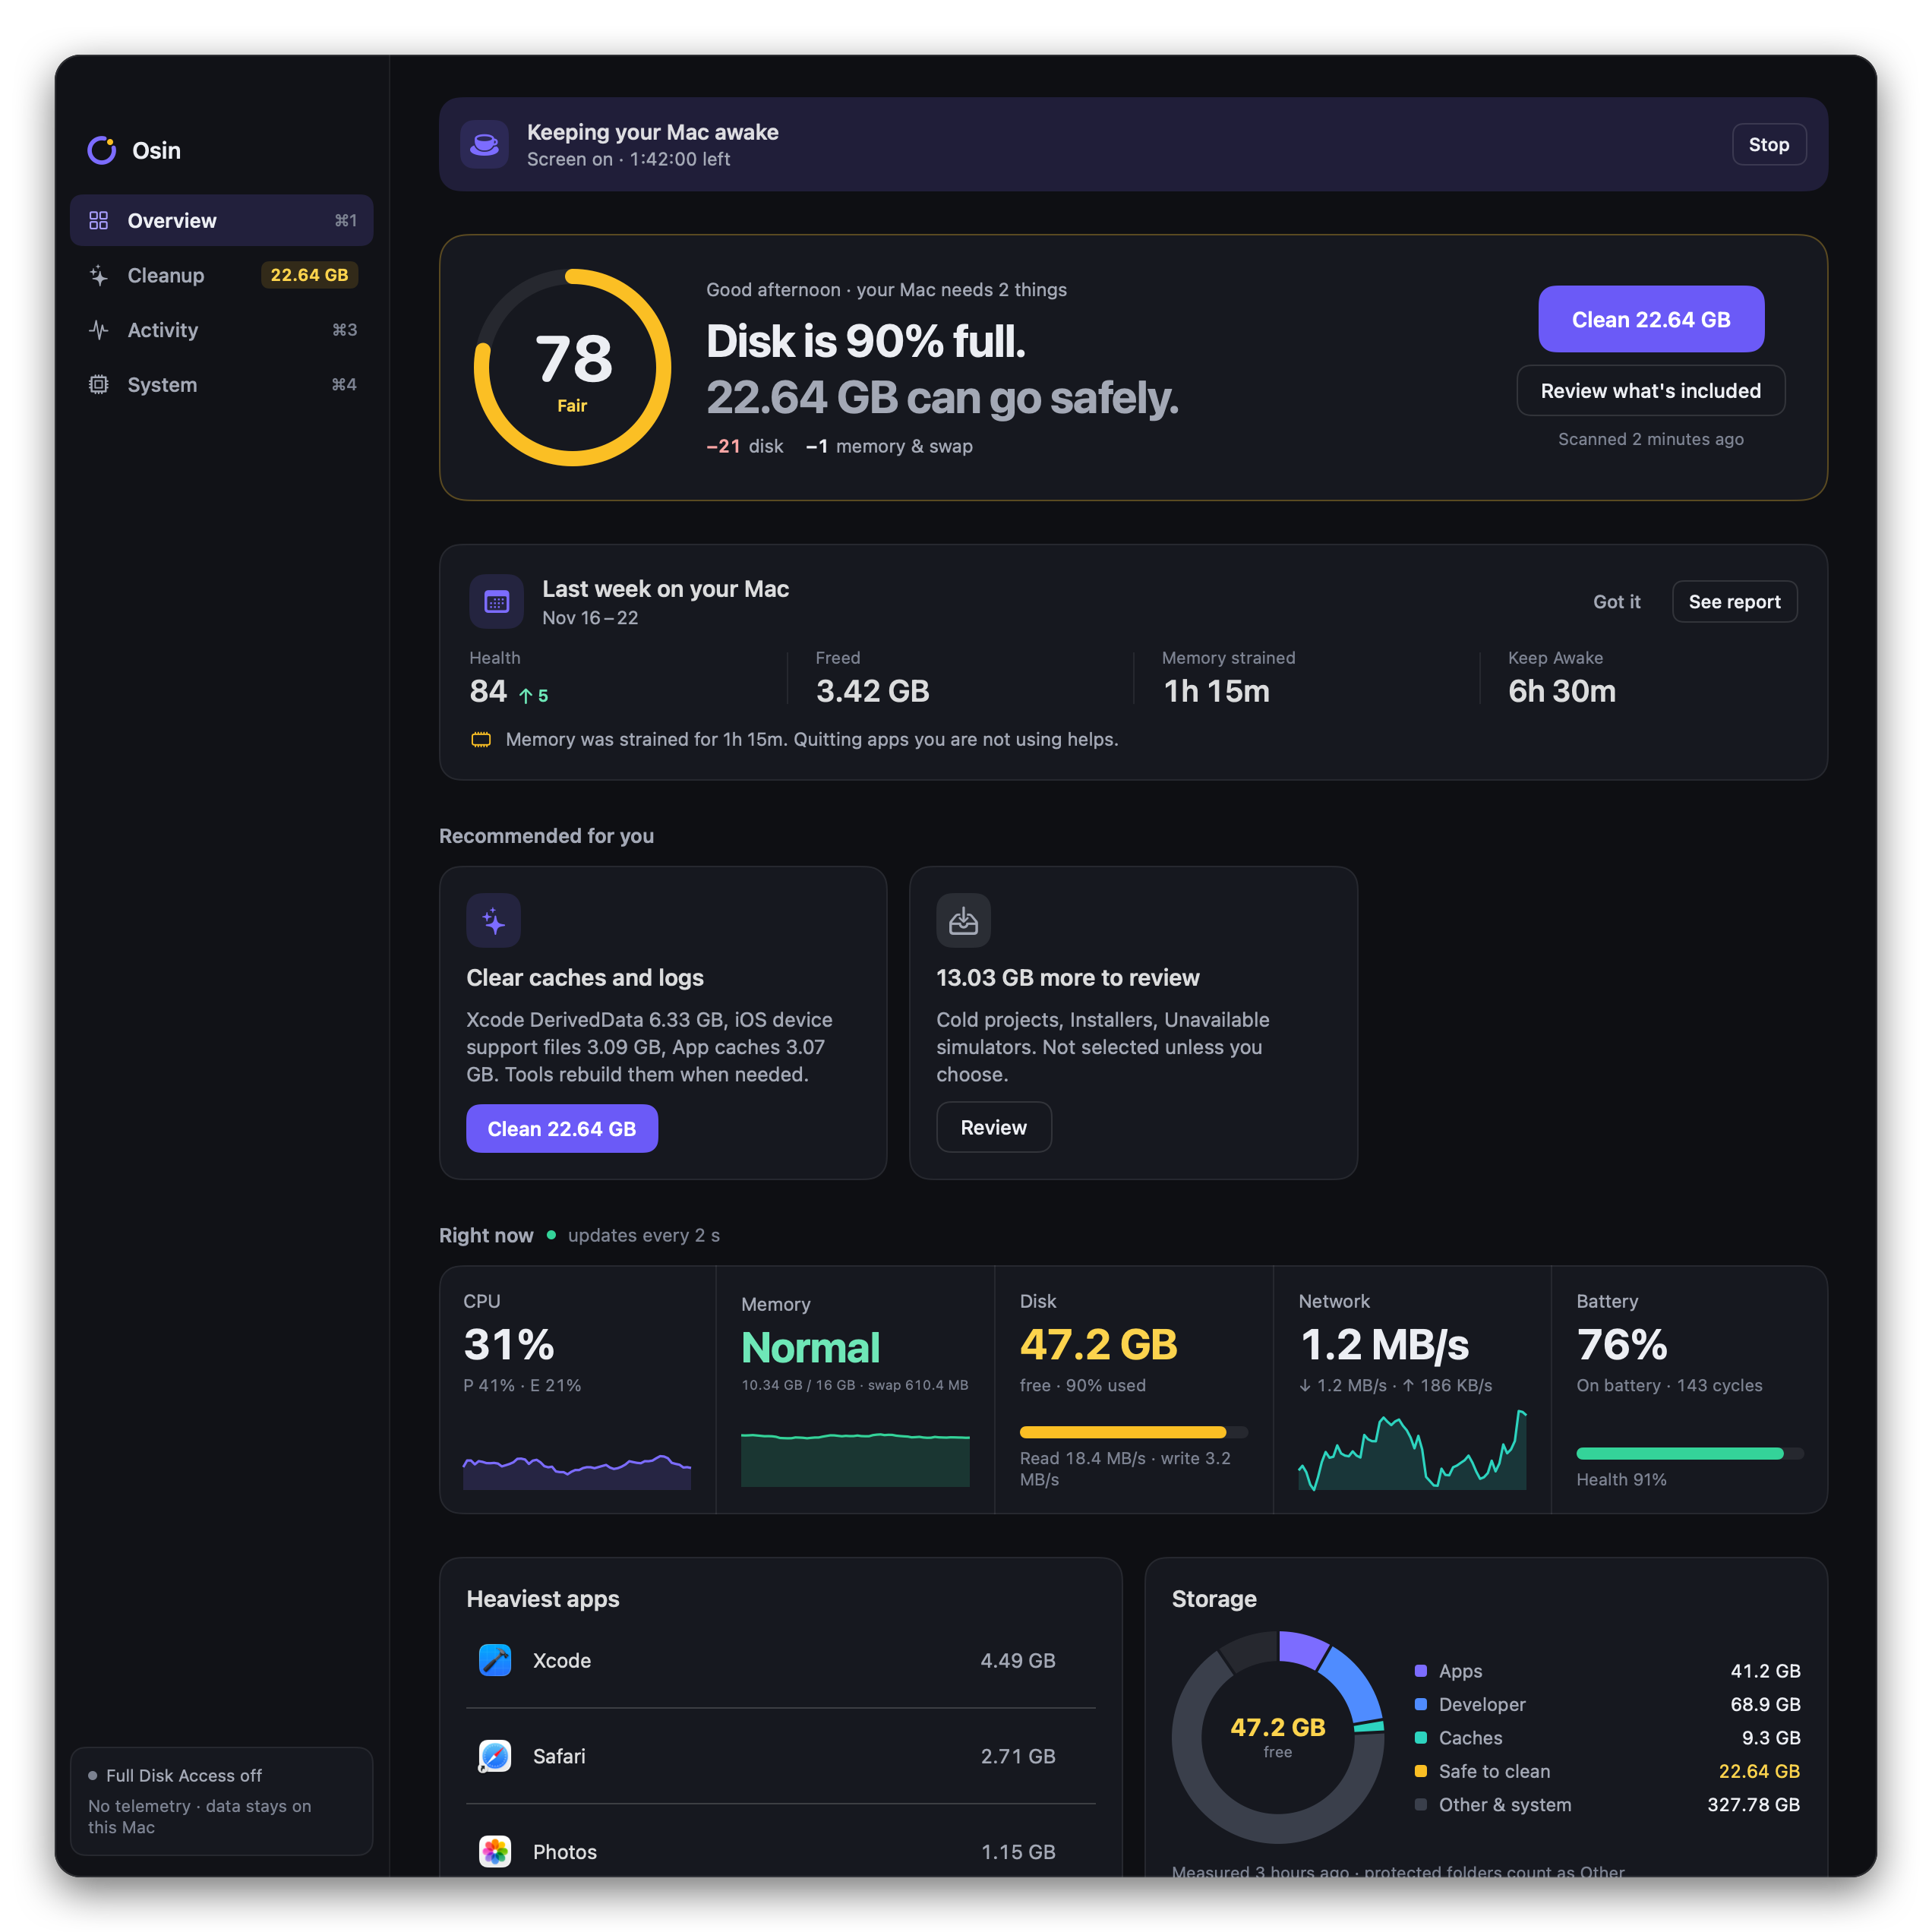 Osin
Overview ⌘1
Cleanup 22.64 GB
Activity ⌘3
System ⌘4
Full Disk Access off
No telemetry · data stays on
this Mac
Keeping your Mac awake
Screen on · 1:42:00 left
Stop
78
Fair
Good afternoon · your Mac needs 2 things
Disk is 90% full.
22.64 GB can go safely.
−21 disk −1 memory & swap
Clean 22.64 GB
Review what's included
Scanned 2 minutes ago
Last week on your Mac
Nov 16 – 22
Got it
See report
Health
84 ↑ 5
Freed
3.42 GB
Memory strained
1h 15m
Keep Awake
6h 30m
Memory was strained for 1h 15m. Quitting apps you are not using helps.
Recommended for you
Clear caches and logs
Xcode DerivedData 6.33 GB, iOS device
support files 3.09 GB, App caches 3.07
GB. Tools rebuild them when needed.
Clean 22.64 GB
13.03 GB more to review
Cold projects, Installers, Unavailable
simulators. Not selected unless you
choose.
Review
Right now • updates every 2 s
CPU
31%
P 41% · E 21%
Memory
Normal
10.34 GB / 16 GB · swap 610.4 MB
Disk
47.2 GB
free · 90% used
Read 18.4 MB/s · write 3.2
MB/s
Network
1.2 MB/s
↓ 1.2 MB/s · ↑ 186 KB/s
Battery
76%
On battery · 143 cycles
Health 91%
Heaviest apps
Xcode 4.49 GB
Safari 2.71 GB
Photos 1.15 GB
Storage
47.2 GB
free
Apps 41.2 GB
Developer 68.9 GB
Caches 9.3 GB
Safe to clean 22.64 GB
Other & system 327.78 GB
Measured 3 hours ago · protected folders count as Other